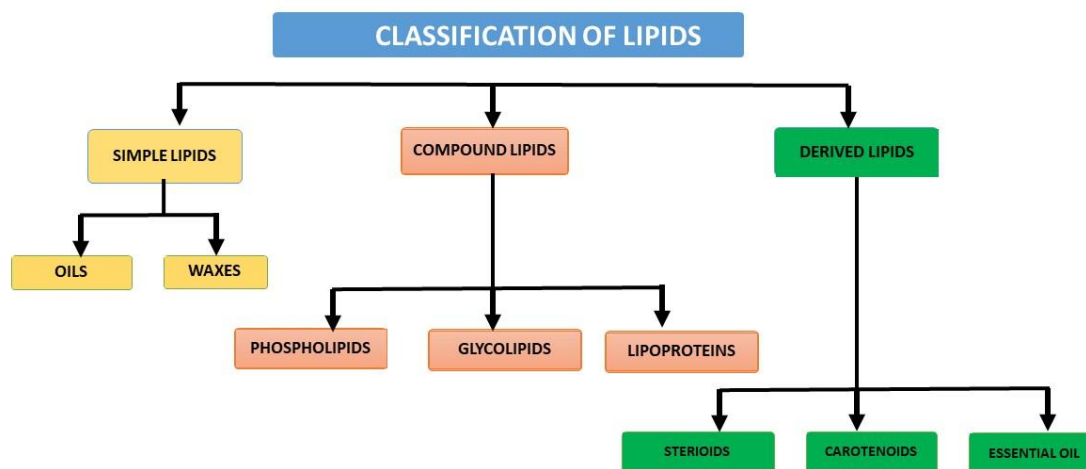 CLASSIFICATION OF LIPIDS
SIMPLE LIPIDS
COMPOUND LIPIDS
DERIVED LIPIDS
OILS
WAXES
PHOSPHOLIPIDS
GLYCOLIPIDS
LIPOPROTEINS
STERIOIDS
CAROTENOIDS
ESSENTIAL OIL